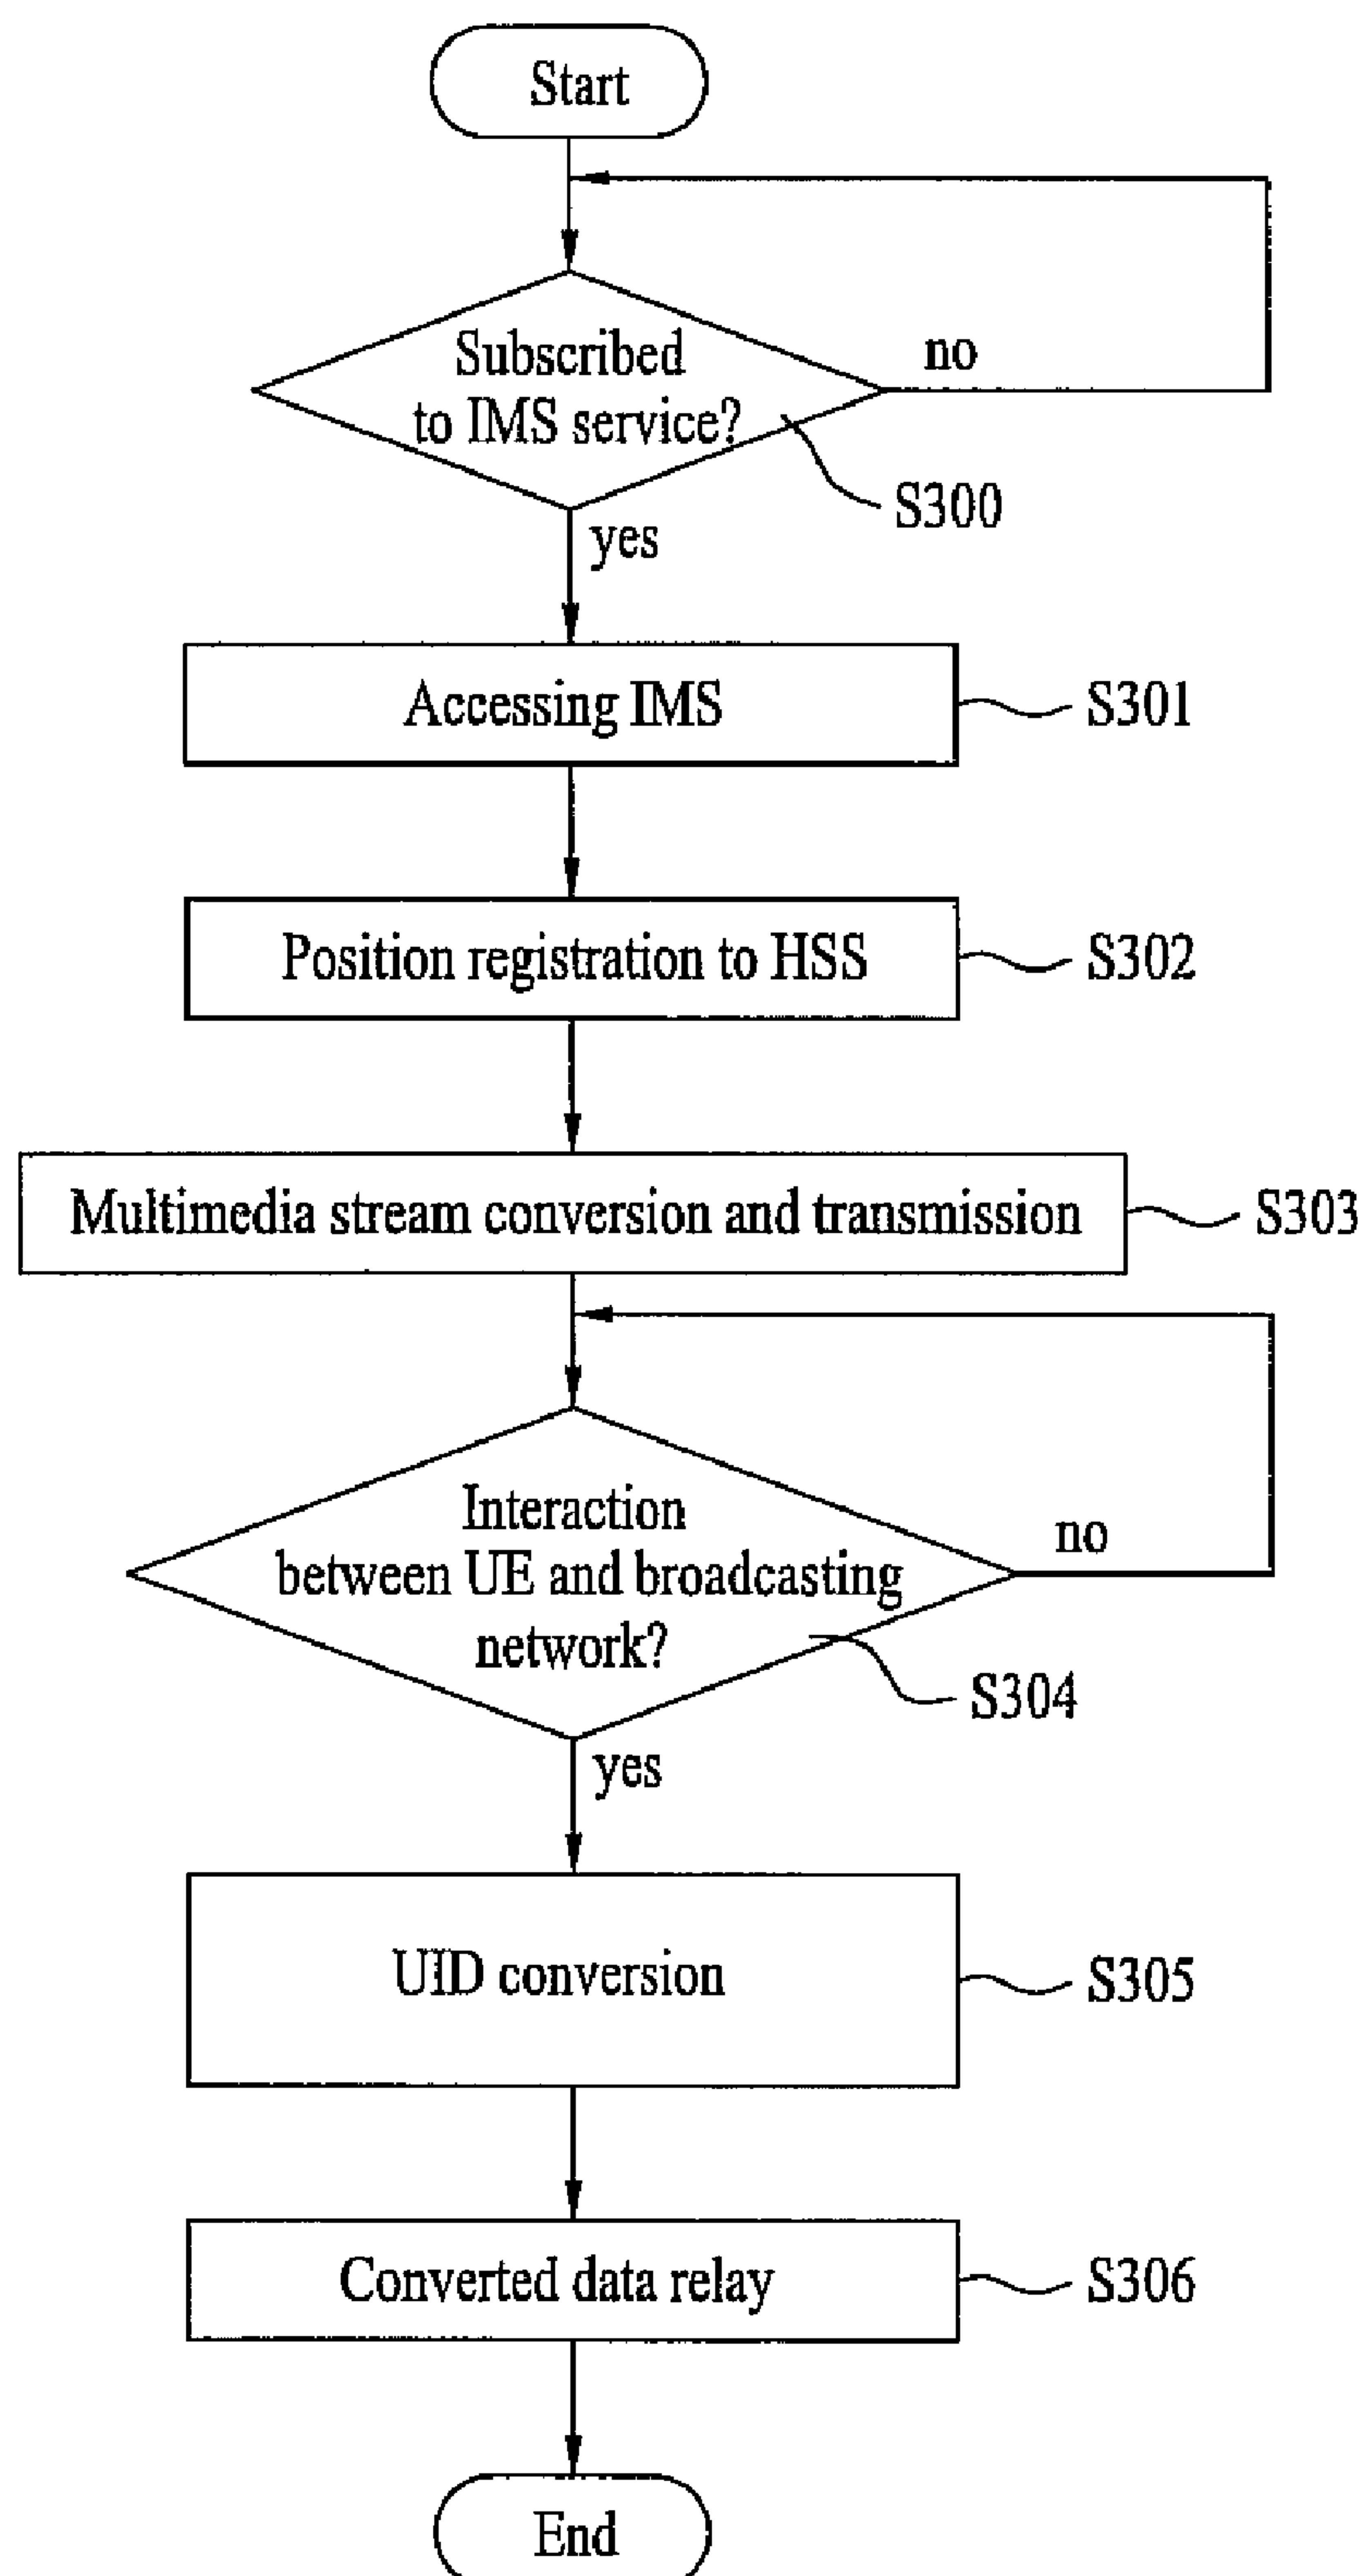 Start
Subscribed
to IMS service?
no
S300
yes
Accessing IMS
S301
Position registration to HSS
S302
Multimedia stream conversion and transmission
S303
Interaction
between UE and broadcasting
network?
no
S304
yes
UID conversion
S305
Converted data relay
S306
End